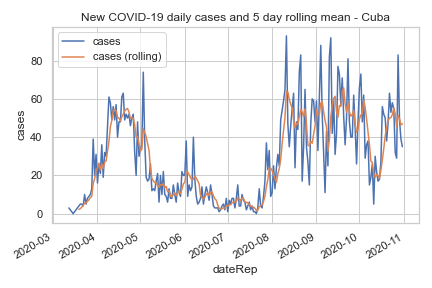 New COVID-19 daily cases and 5 day rolling mean - Cuba
cases
cases (rolling)
cases
80
60
40
20
0
2020-03
2020-04
2020-05
2020-06
2020-07
2020-08
2020-09
2020-10
2020-11
dateRep